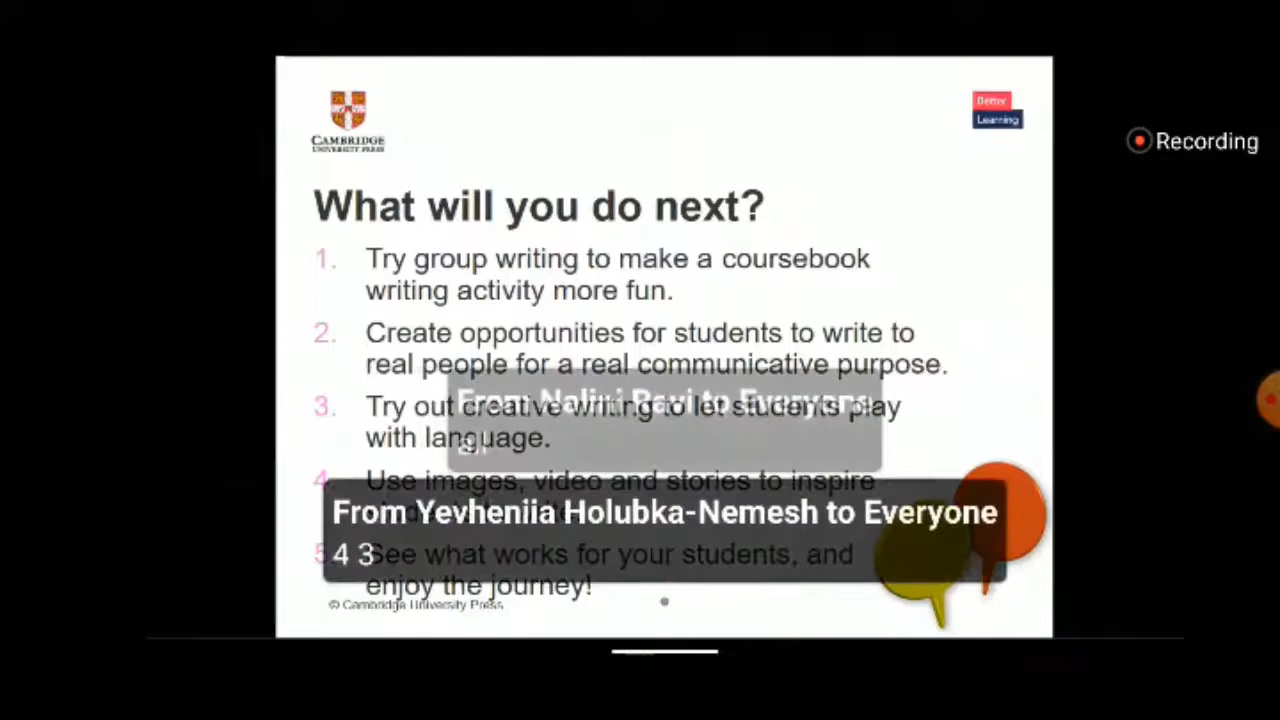 CAMBRIDGE
UNIVERSITY PRESS
Better
Learning
Recording
What will you do next?
1. Try group writing to make a coursebook
writing activity more fun.
2. Create opportunities for students to write to
real people for a real communicative purpose.
From Nalini Ravi to Everyone
all
3. Try out creative writing to let students play
with language.
4. Use images, video and stories to inspire
From Yevheniia Holubka-Nemesh to Everyone
4 3
5. See what works for your students, and
enjoy the journey!
© Cambridge University Press